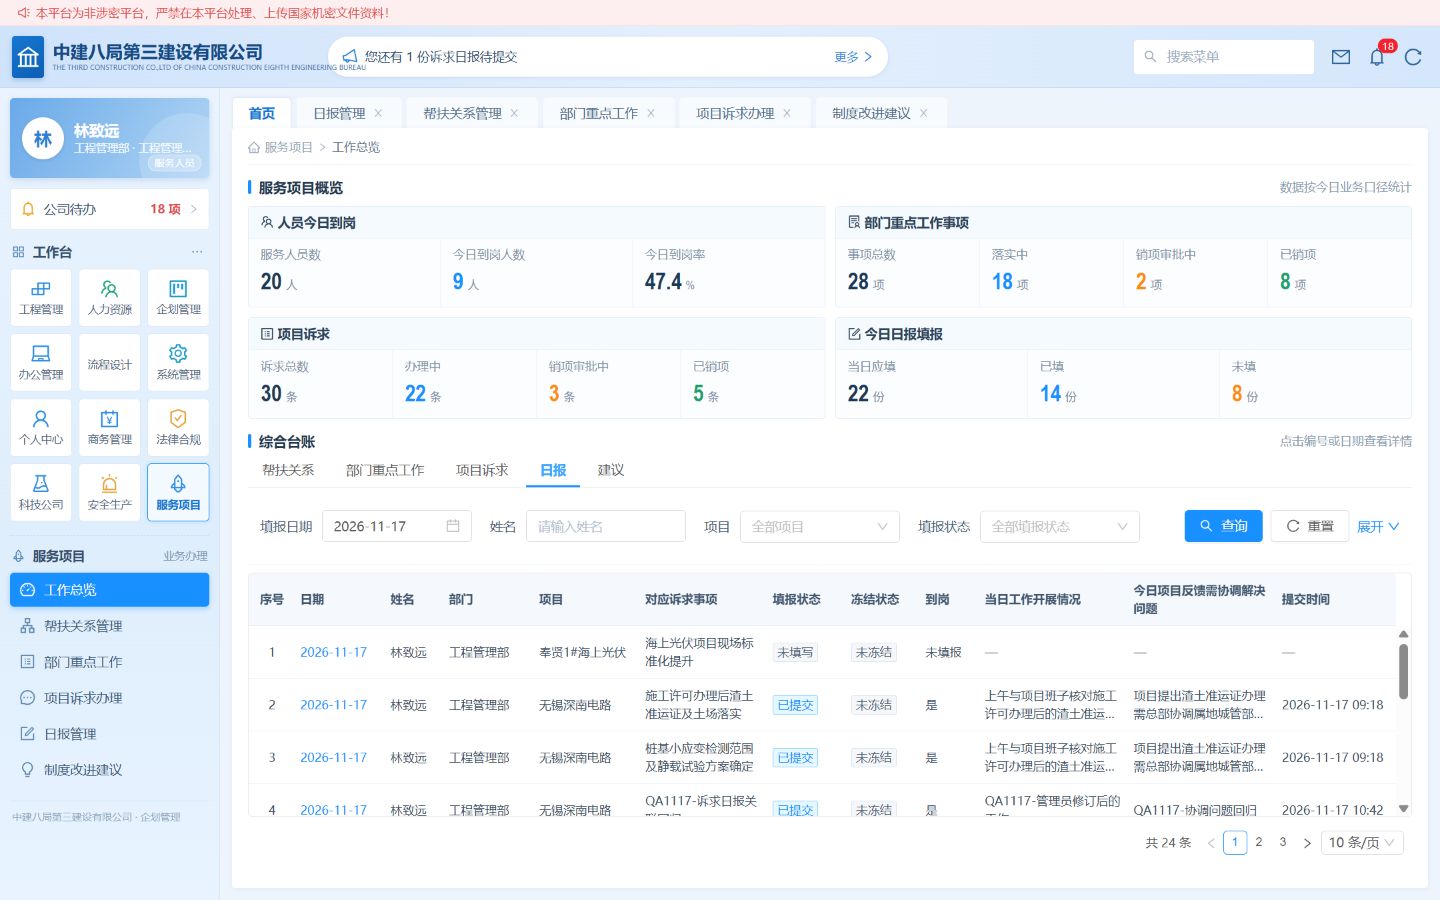 本平台为非涉密平台，严禁在本平台处理、上传国家机密文件资料！
中建八局第三建设有限公司
THE THIRD CONSTRUCTION CO.,LTD OF CHINA CONSTRUCTION EIGHTH ENGINEERING BUREAU
您还有 1 份诉求日报待提交
更多
搜索菜单
18
林
林致远
工程管理部 · 工程管理...
服务人员
公司待办
18 项
工作台
···
工程管理
人力资源
企划管理
办公管理
流程设计
系统管理
个人中心
商务管理
法律合规
科技公司
安全生产
服务项目
服务项目
业务办理
工作总览
帮扶关系管理
部门重点工作
项目诉求办理
日报管理
制度改进建议
中建八局第三建设有限公司 · 企划管理
首页
日报管理 ×
帮扶关系管理 ×
部门重点工作 ×
项目诉求办理 ×
制度改进建议 ×
服务项目 > 工作总览
服务项目概览
数据按今日业务口径统计
人员今日到岗
服务人员数
20 人
今日到岗人数
9 人
今日到岗率
47.4 %
部门重点工作事项
事项总数
28 项
落实中
18 项
销项审批中
2 项
已销项
8 项
项目诉求
诉求总数
30 条
办理中
22 条
销项审批中
3 条
已销项
5 条
今日日报填报
当日应填
22 份
已填
14 份
未填
8 份
综合台账
点击编号或日期查看详情
帮扶关系
部门重点工作
项目诉求
日报
建议
填报日期
2026-11-17
姓名
请输入姓名
项目
全部项目
填报状态
全部填报状态
查询
重置
展开
序号 日期 姓名 部门 项目 对应诉求事项 填报状态 冻结状态 到岗 当日工作开展情况 今日项目反馈需协调解决
问题
提交时间
1 2026-11-17 林致远 工程管理部 奉贤1#海上光伏 海上光伏项目现场标
准化提升
未填写 未冻结 未填报 — — —
2 2026-11-17 林致远 工程管理部 无锡深南电路 施工许可办理后渣土
准运证及土场落实
已提交 未冻结 是 上午与项目班子核对施工
许可办理后的渣土准运...
项目提出渣土准运证办理
需总部协调属地城管部...
2026-11-17 09:18
3 2026-11-17 林致远 工程管理部 无锡深南电路 桩基小应变检测范围
及静载试验方案确定
已提交 未冻结 是 上午与项目班子核对施工
许可办理后的渣土准运...
项目提出渣土准运证办理
需总部协调属地城管部...
2026-11-17 09:18
4 2026-11-17 林致远 工程管理部 无锡深南电路 QA1117-诉求日报关
已提交 未冻结 是 QA1117-管理员修订后的
QA1117-协调问题回归
2026-11-17 10:42
共 24 条
1
2
3
10 条/页